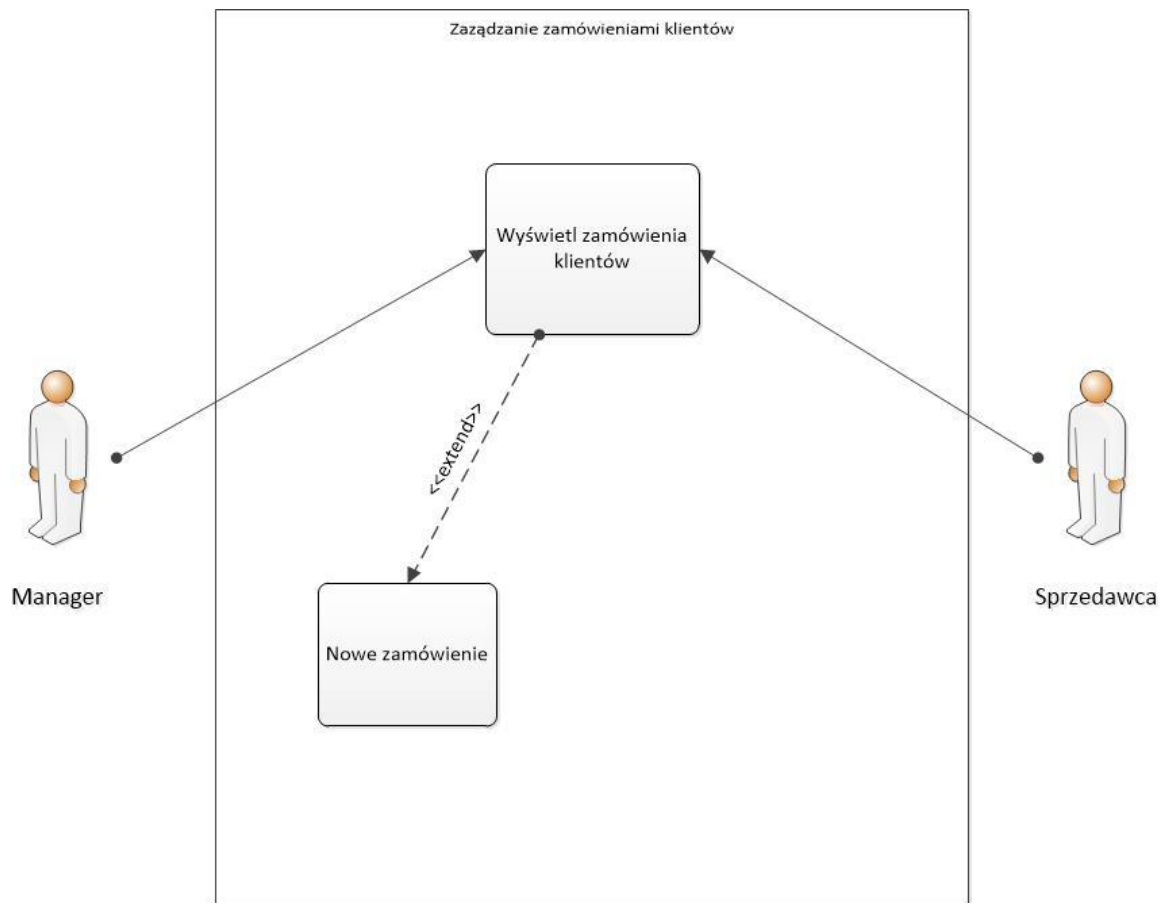 Zaządzanie zamówieniami klientów
Wyświetl zamówienia
klientów
<<extend>>
Manager
Sprzedawca
Nowe zamówienie